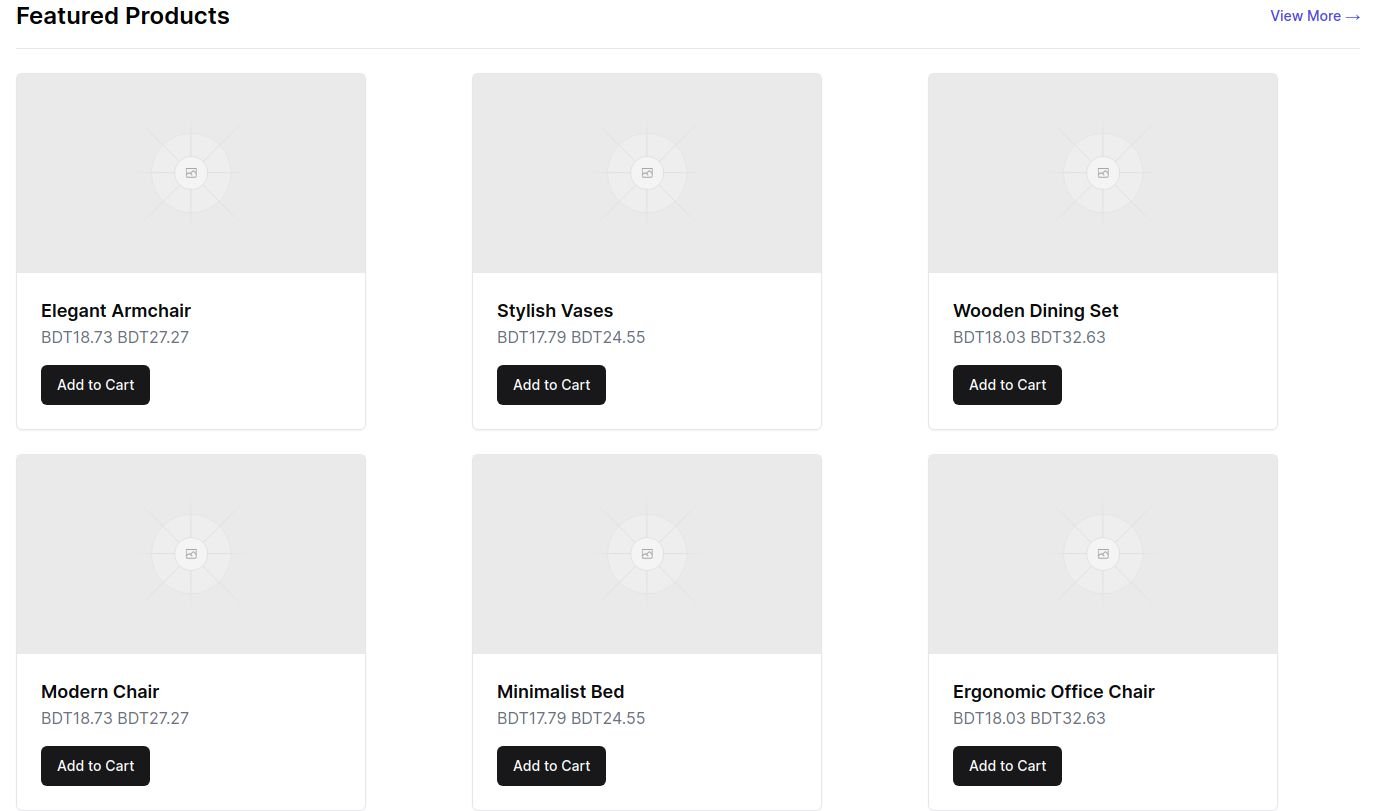 Featured Products
View More →
Elegant Armchair
BDT18.73 BDT27.27
Add to Cart
Stylish Vases
BDT17.79 BDT24.55
Add to Cart
Wooden Dining Set
BDT18.03 BDT32.63
Add to Cart
Modern Chair
BDT18.73 BDT27.27
Add to Cart
Minimalist Bed
BDT17.79 BDT24.55
Add to Cart
Ergonomic Office Chair
BDT18.03 BDT32.63
Add to Cart